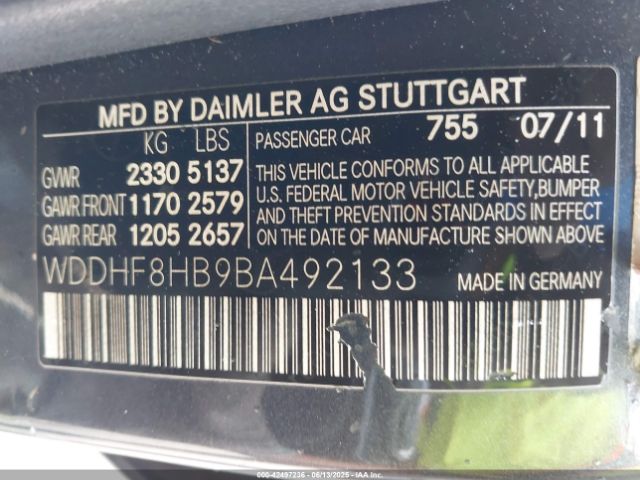 MFD BY DAIMLER AG STUTTGART
KG LBS PASSENGER CAR 755 07/11
GVWR 2330 5137
GAWR FRONT 1170 2579
GAWR REAR 1205 2657
THIS VEHICLE CONFORMS TO ALL APPLICABLE
U.S. FEDERAL MOTOR VEHICLE SAFETY, BUMPER
AND THEFT PREVENTION STANDARDS IN EFFECT
ON THE DATE OF MANUFACTURE SHOWN ABOVE.
WDDHF8HB9BA492133 MADE IN GERMANY
000-42497236 - 06/13/2025 - IAAI.COM